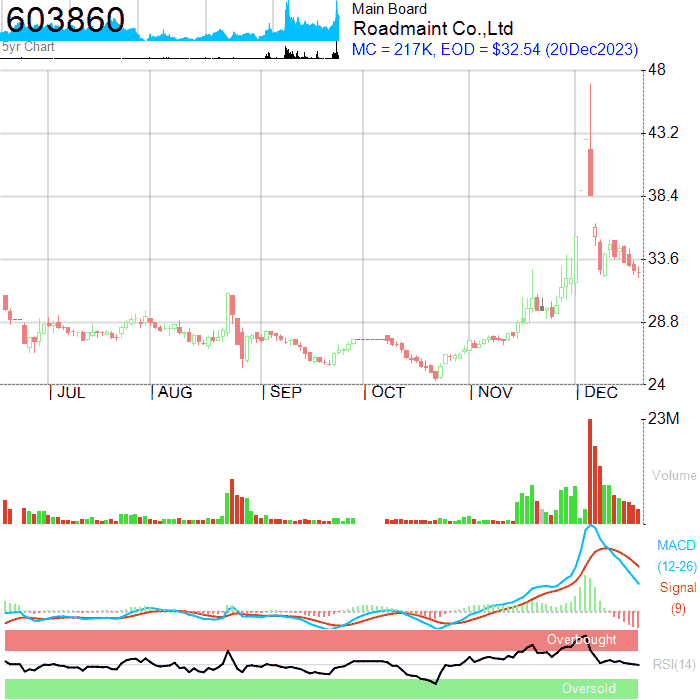 603860
Main Board
Roadmaint Co.,Ltd
5yr Chart
MC = 217K, EOD = $32.54 (20Dec2023)
48
43.2
38.4
33.6
28.8
24
JUL AUG SEP OCT NOV DEC
23M
Volume
MACD
(12-26)
Signal
(9)
Overbought
RSI(14)
Oversold